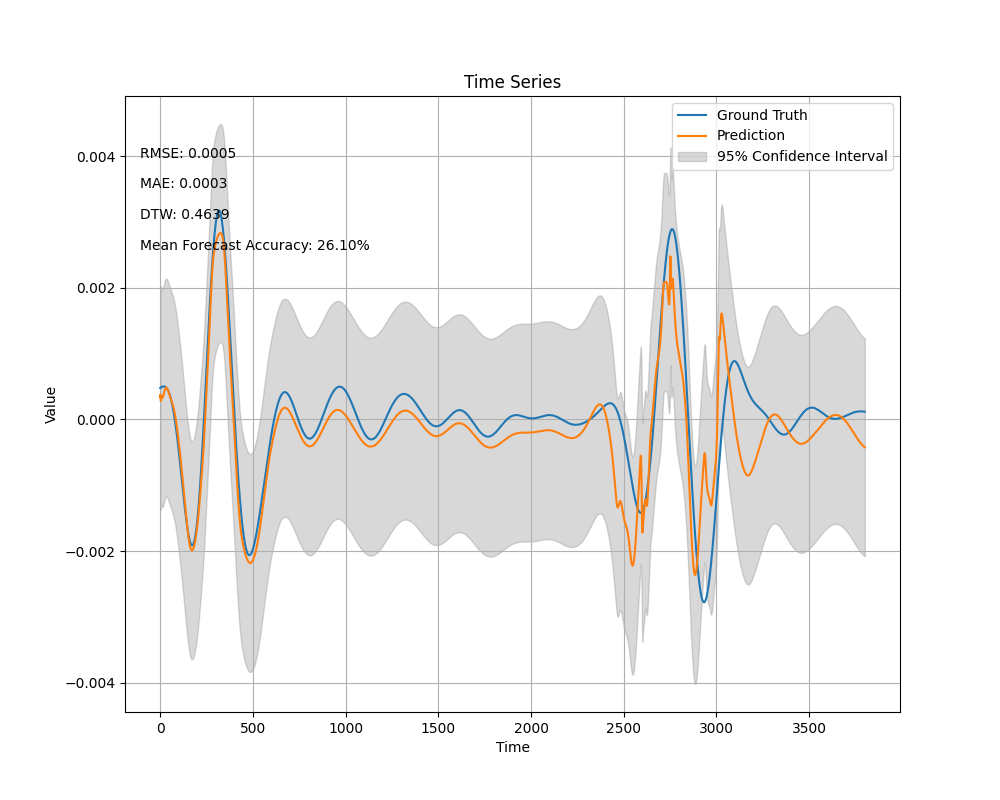 Time Series
Ground Truth
Prediction
95% Confidence Interval
RMSE: 0.0005
MAE: 0.0003
DTW: 0.4639
Mean Forecast Accuracy: 26.10%
0.004
0.002
0.000
−0.002
−0.004
Value
0 500 1000 1500 2000 2500 3000 3500
Time